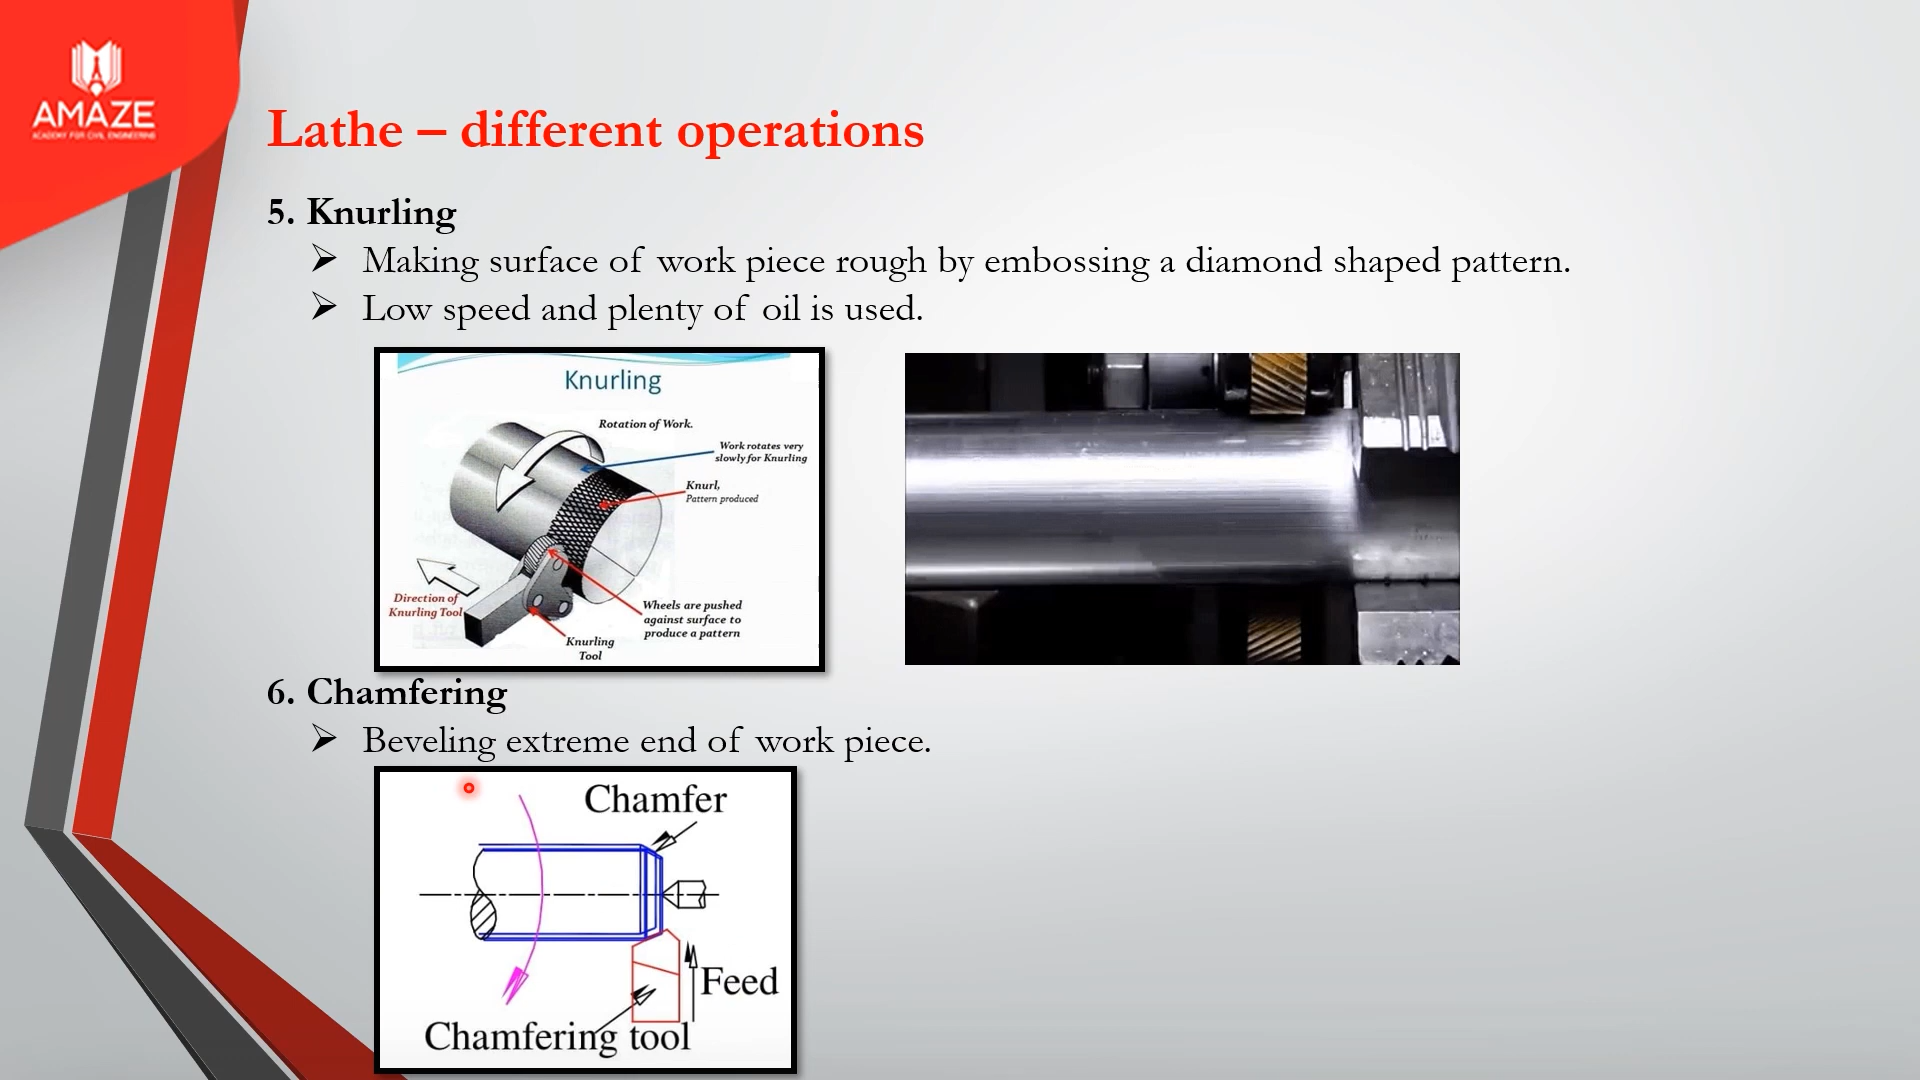 AMAZE
ACADEMY FOR CIVIL ENGINEERING
Lathe – different operations
5. Knurling
➢ Making surface of work piece rough by embossing a diamond shaped pattern.
➢ Low speed and plenty of oil is used.
Knurling
Rotation of Work.
Work rotates very
slowly for Knurling
Knurl,
Pattern produced
Direction of
Knurling Tool
Wheels are pushed
against surface to
produce a pattern
Knurling
Tool
6. Chamfering
➢ Beveling extreme end of work piece.
Chamfer
Feed
Chamfering tool